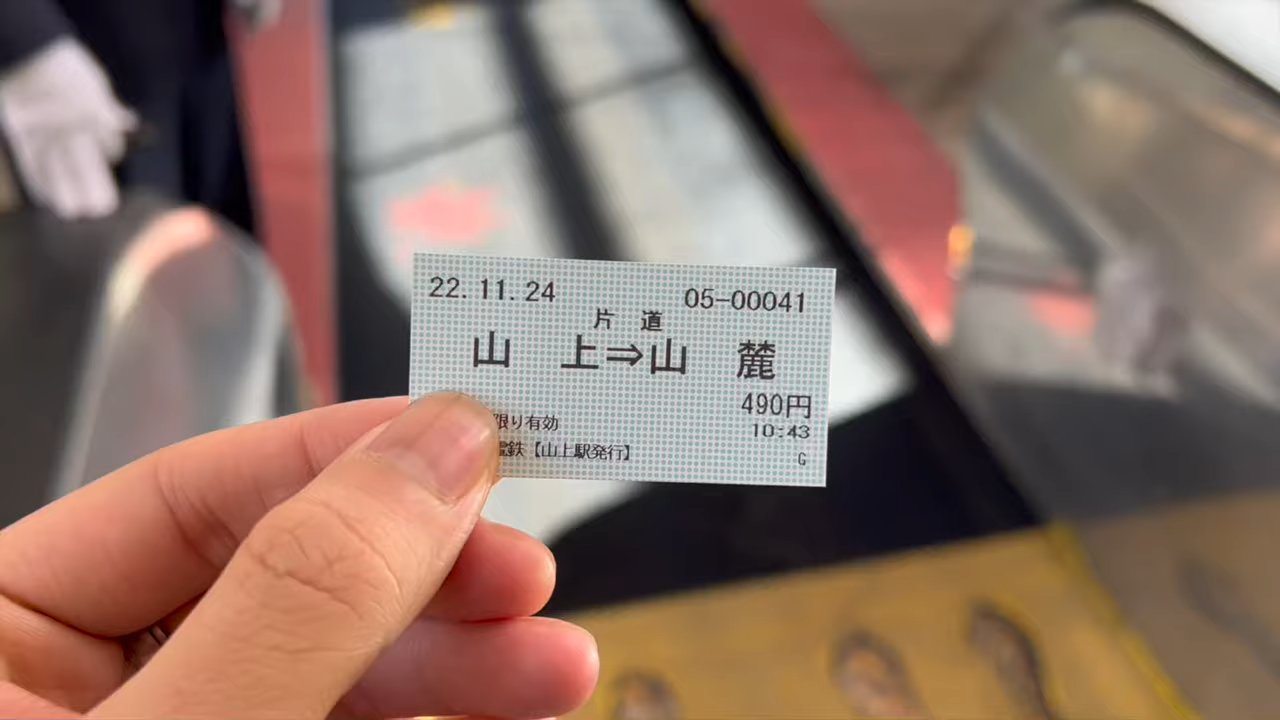 22.11.24 05-00041
片 道
山 上⇒山 麓
490円
限り有効 10:43
電鉄【山上駅発行】 G